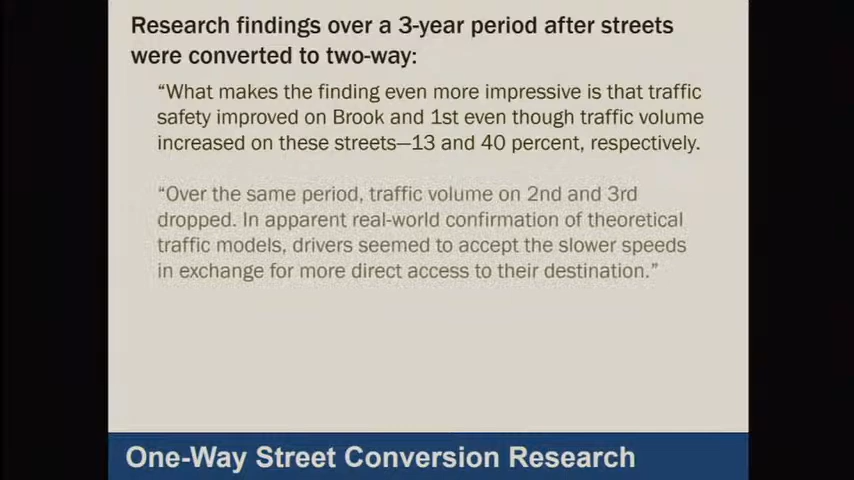 Research findings over a 3-year period after streets
were converted to two-way:
“What makes the finding even more impressive is that traffic
safety improved on Brook and 1st even though traffic volume
increased on these streets—13 and 40 percent, respectively.
“Over the same period, traffic volume on 2nd and 3rd
dropped. In apparent real-world confirmation of theoretical
traffic models, drivers seemed to accept the slower speeds
in exchange for more direct access to their destination.”
One-Way Street Conversion Research